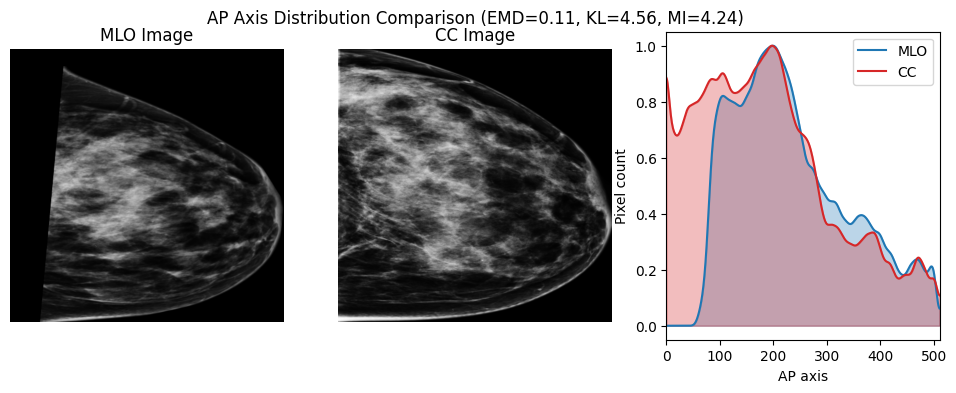 AP Axis Distribution Comparison (EMD=0.11, KL=4.56, MI=4.24)
MLO Image
CC Image
MLO
CC
Pixel count
1.0
0.8
0.6
0.4
0.2
0.0
0 100 200 300 400 500
AP axis